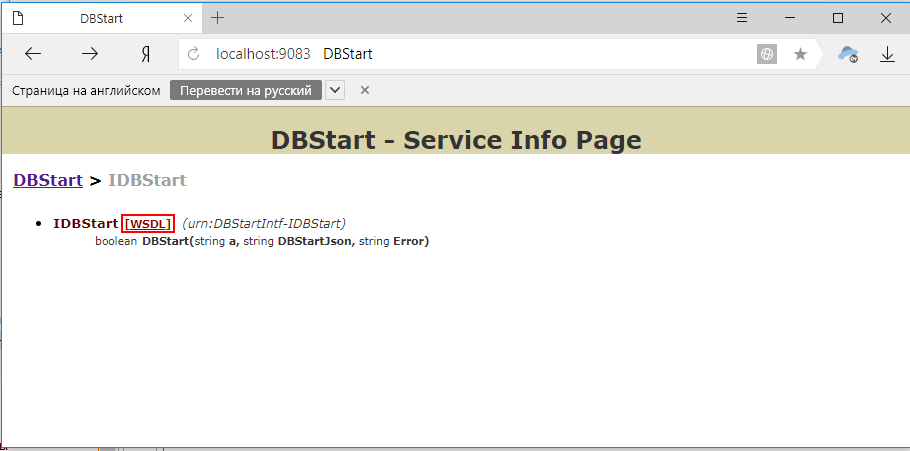 DBStart
Я localhost:9083 DBStart
Страница на английском Перевести на русский
DBStart - Service Info Page
DBStart > IDBStart
• IDBStart [WSDL] (urn:DBStartIntf-IDBStart)
boolean DBStart(string a, string DBStartJson, string Error)